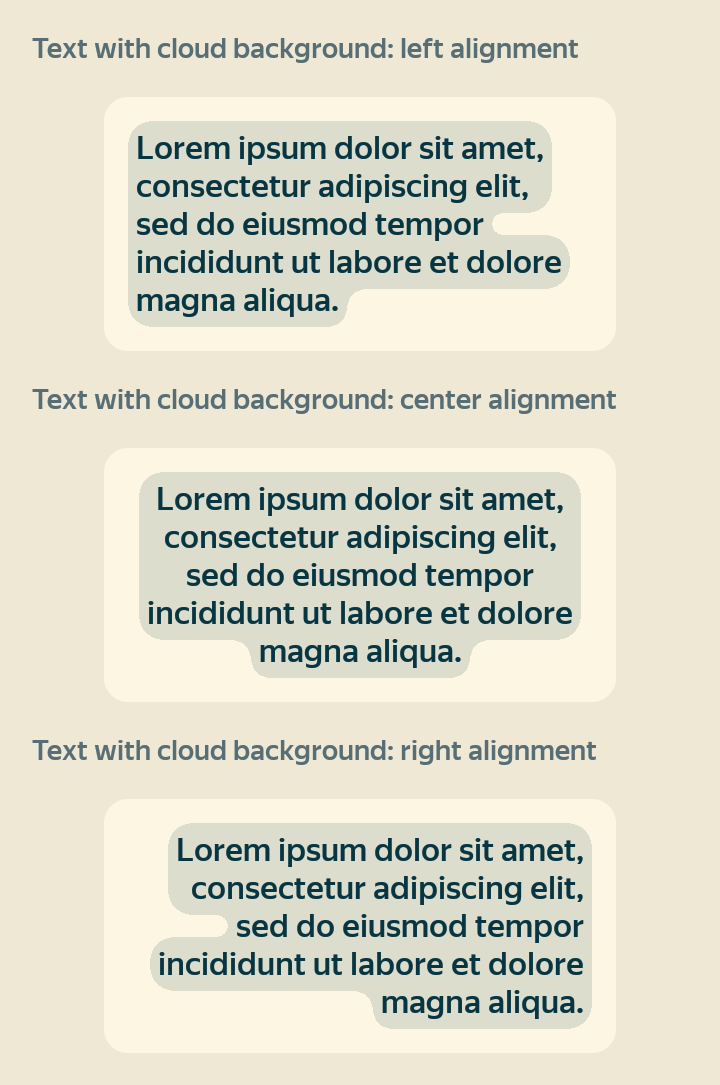 Text with cloud background: left alignment
Lorem ipsum dolor sit amet,
consectetur adipiscing elit,
sed do eiusmod tempor
incididunt ut labore et dolore
magna aliqua.
Text with cloud background: center alignment
Lorem ipsum dolor sit amet,
consectetur adipiscing elit,
sed do eiusmod tempor
incididunt ut labore et dolore
magna aliqua.
Text with cloud background: right alignment
Lorem ipsum dolor sit amet,
consectetur adipiscing elit,
sed do eiusmod tempor
incididunt ut labore et dolore
magna aliqua.